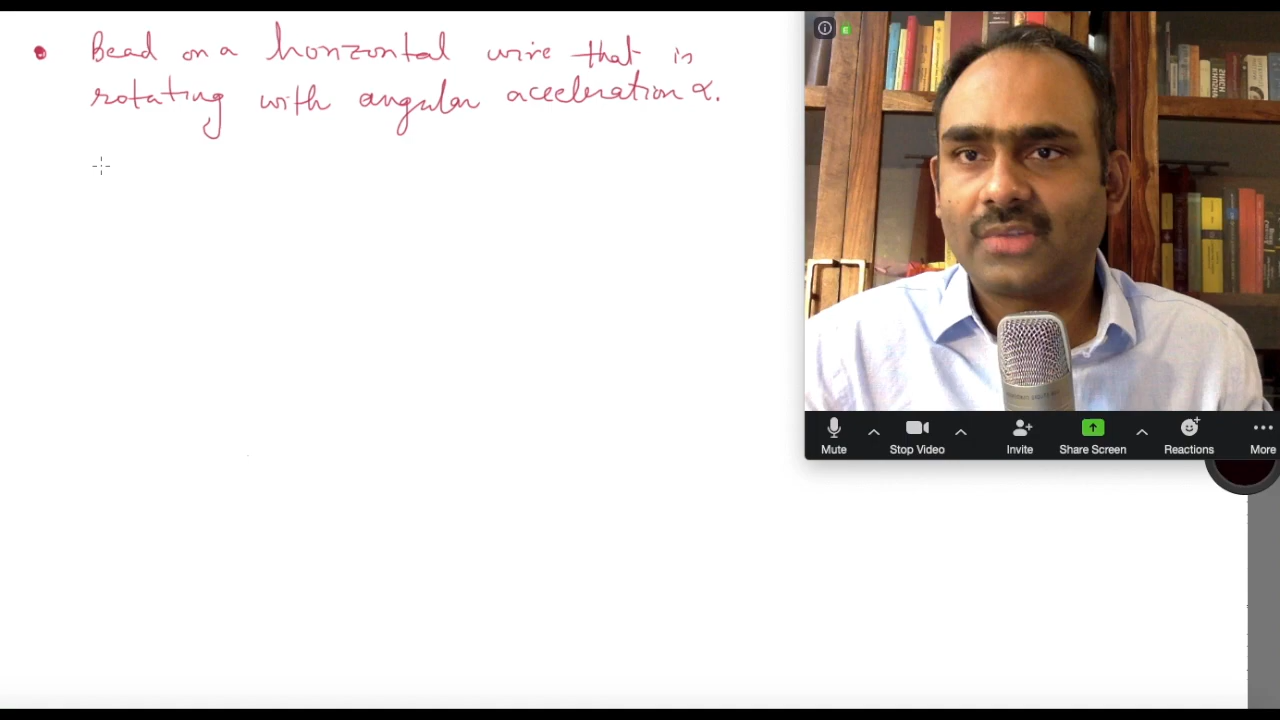 Bead on a horizontal wire that is
rotating with angular acceleration α.
Mute
Stop Video
Invite
Share Screen
Reactions
More